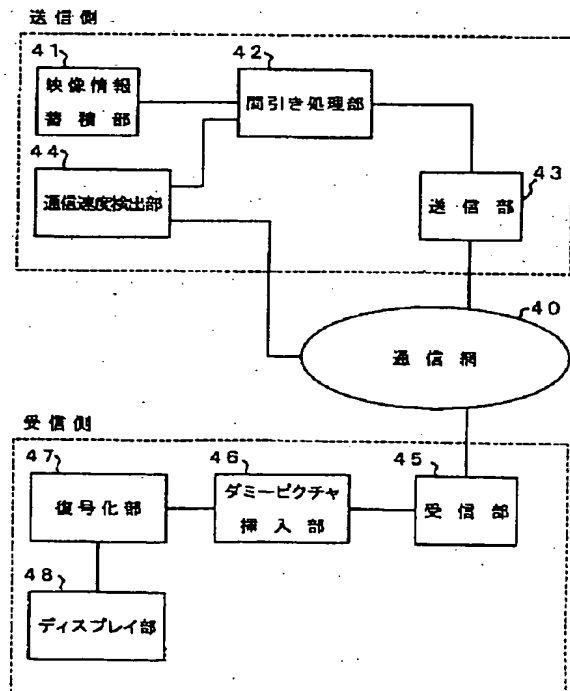 送信側
41
映像情報
蓄積部
42
間引き処理部
44
通信速度検出部
43
送信部
40
通信網
受信側
47
復号化部
46
ダミーピクチャ
挿入部
45
受信部
48
ディスプレイ部